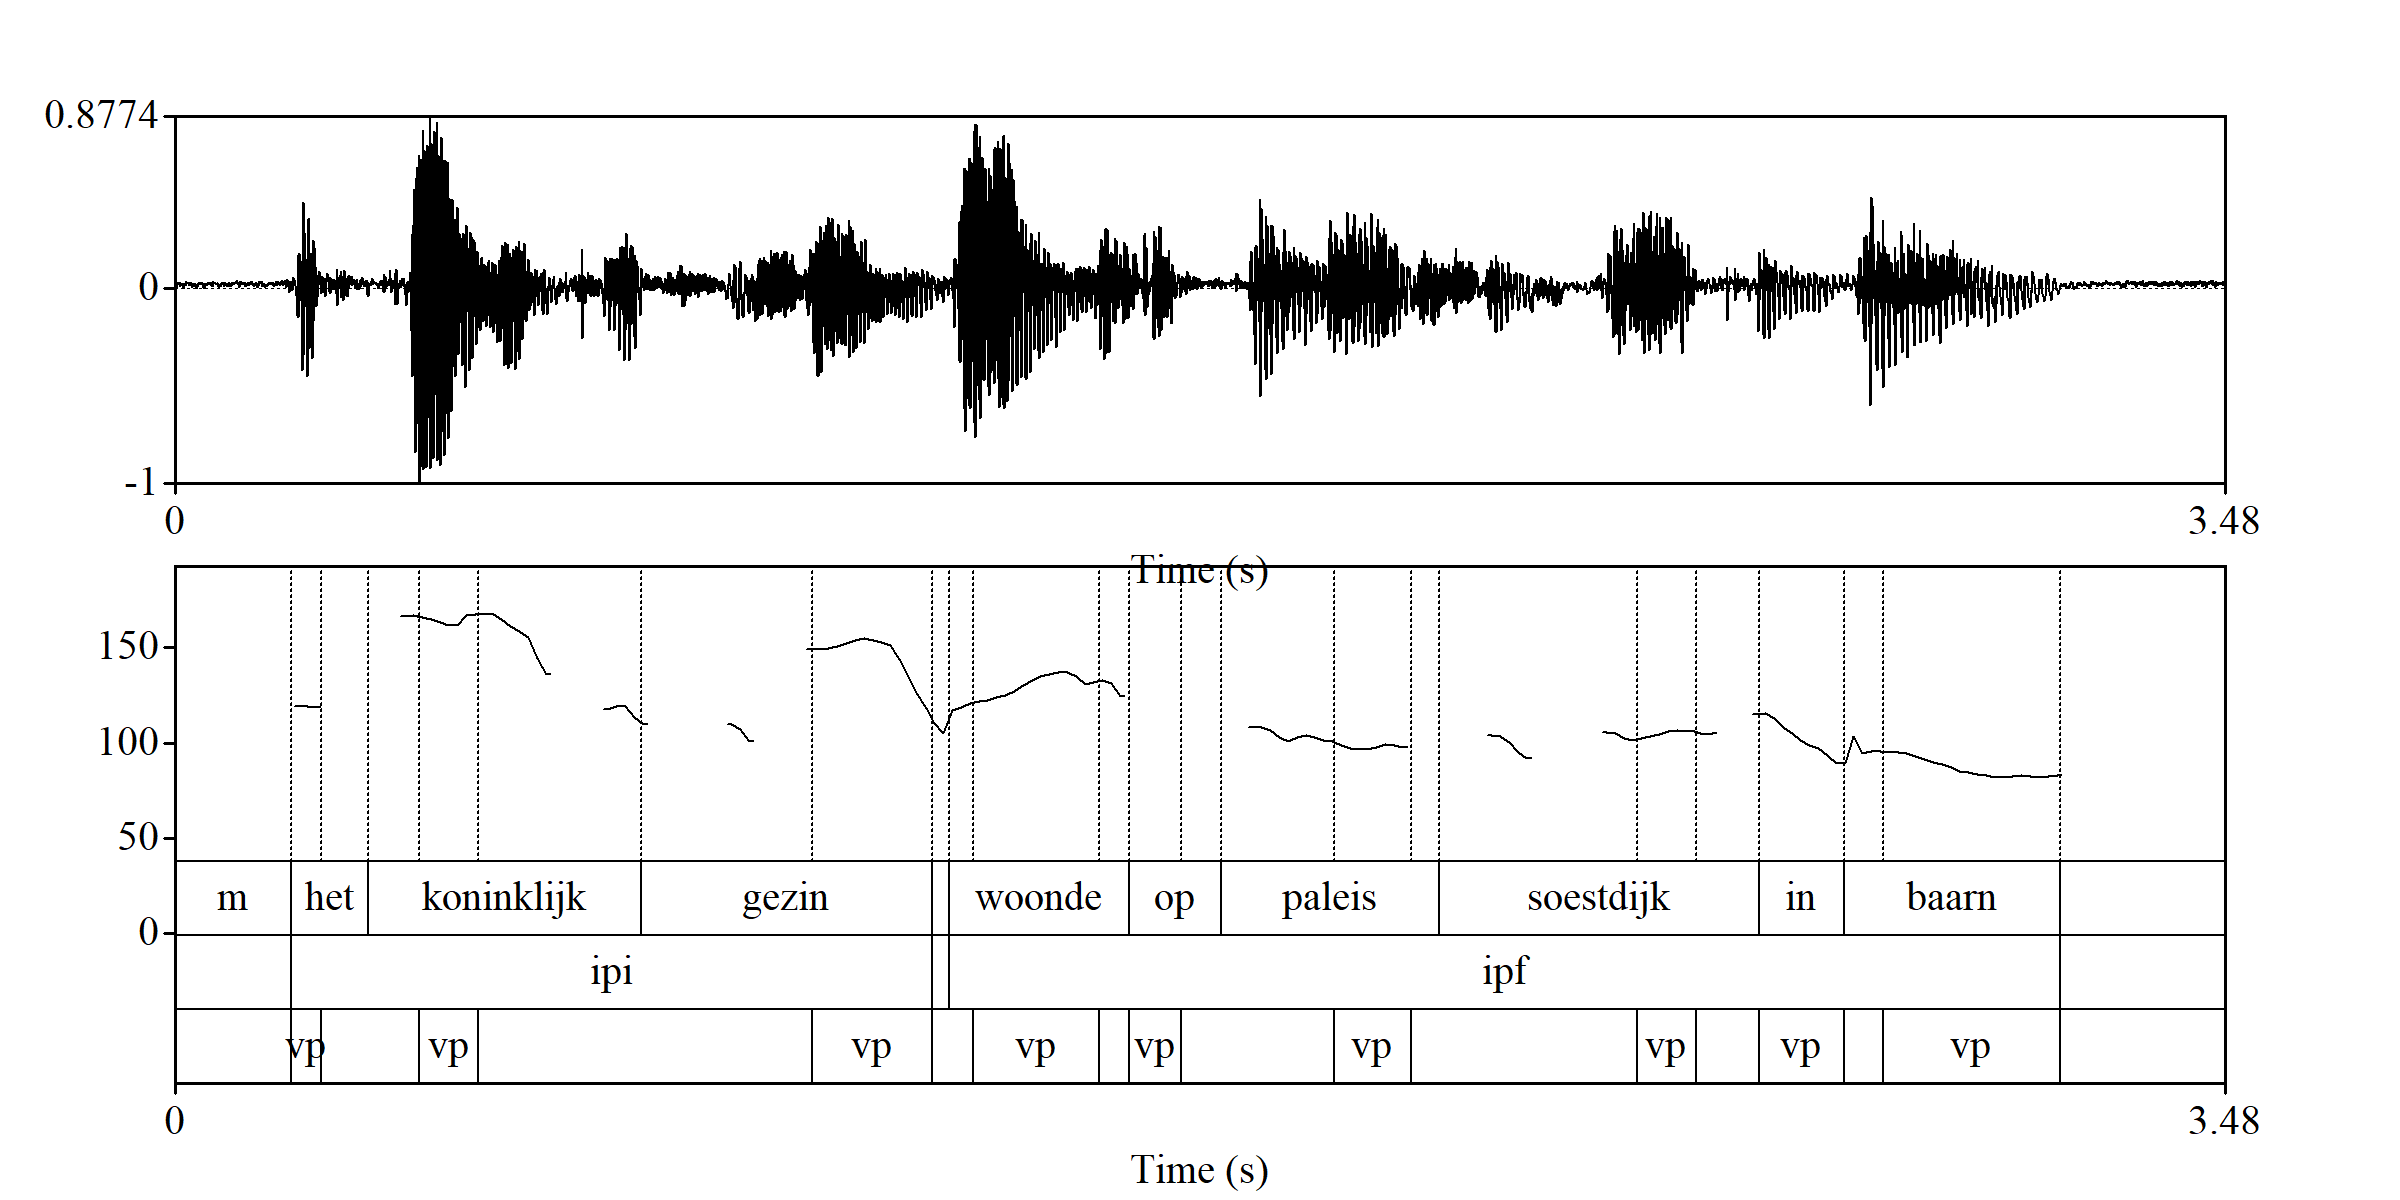 0.8774
0
-1
0 3.48
Time (s)
150
100
50
0
m het koninklijk gezin woonde op paleis soestdijk in baarn
ipi ipf
vp vp vp vp vp vp vp vp vp
0 3.48
Time (s)